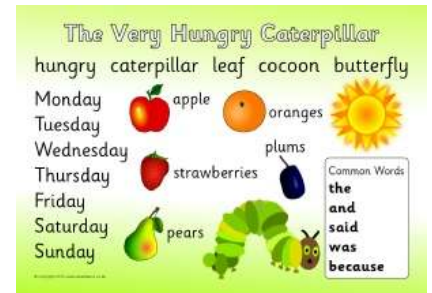 The Very Hungry Caterpillar
hungry caterpillar leaf cocoon butterfly
Monday
Tuesday
Wednesday
Thursday
Friday
Saturday
Sunday
apple
oranges
plums
strawberries
pears
Common Words
the
and
said
was
because